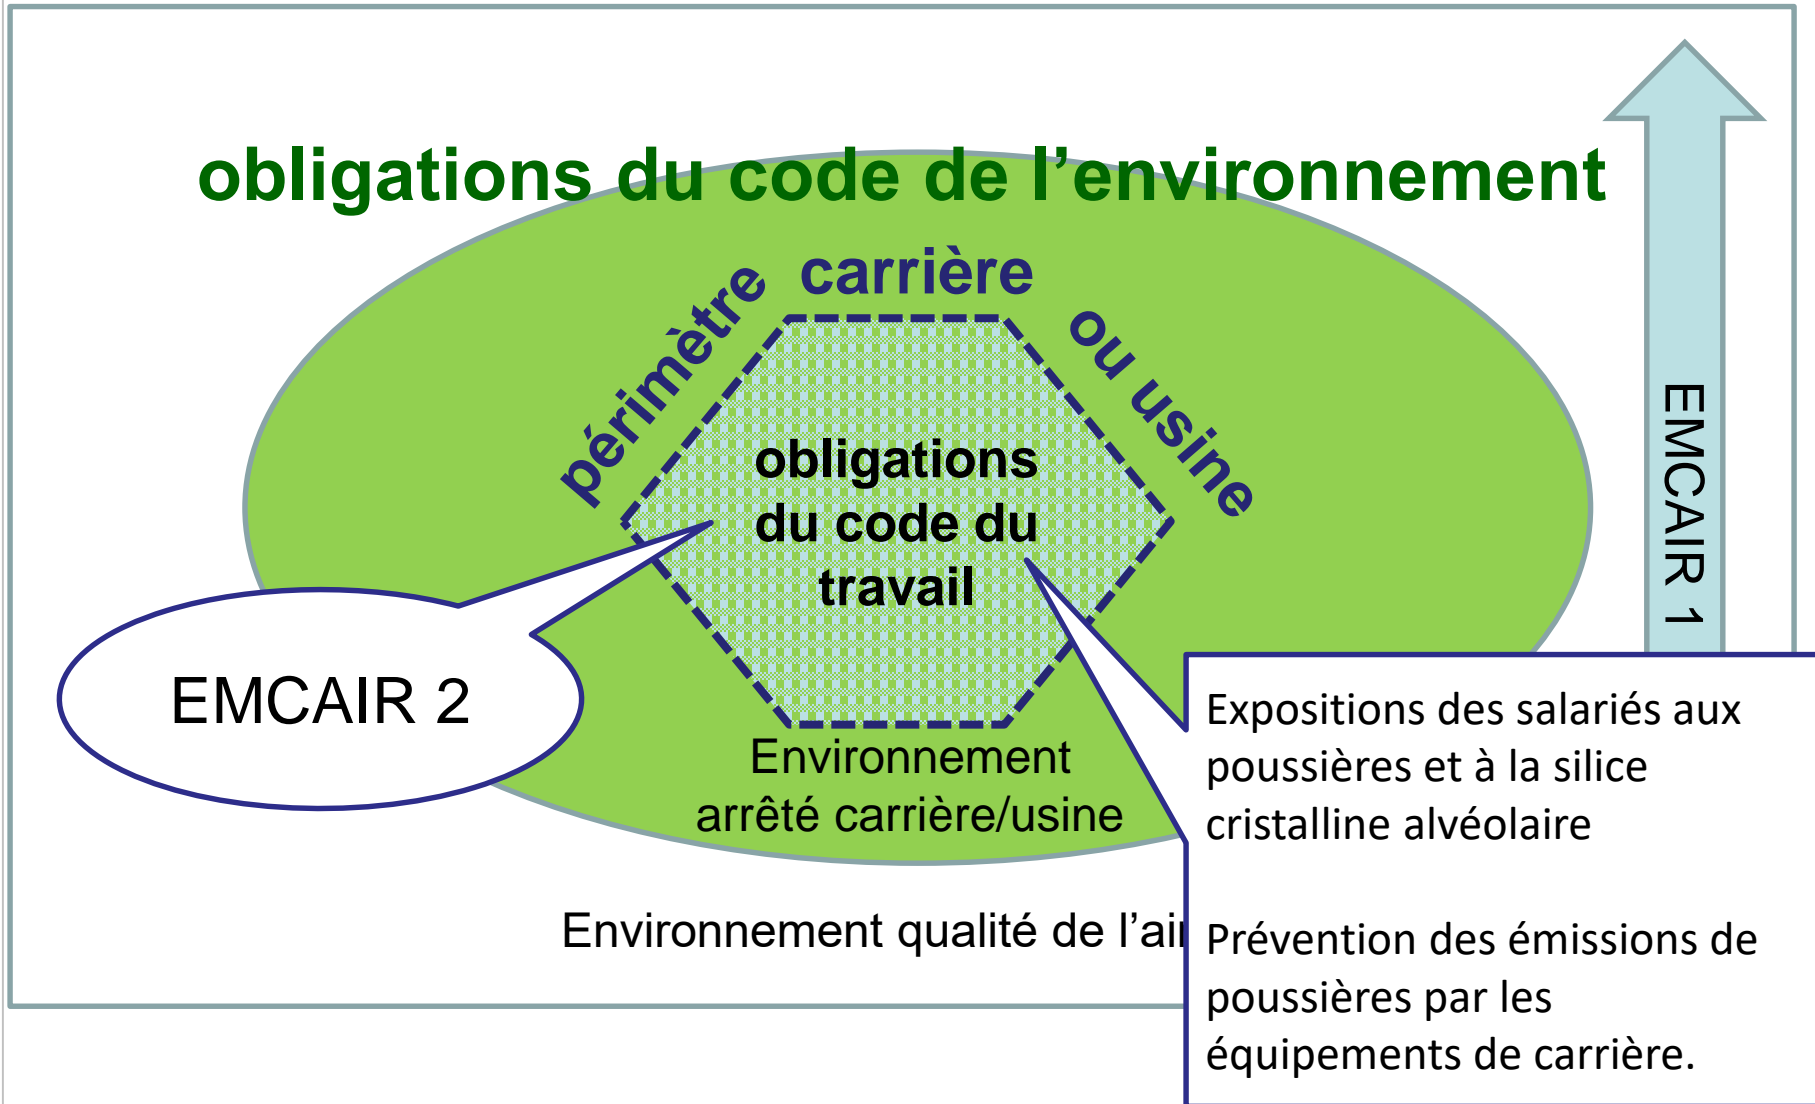 obligations du code de l’environnement
périmètre
carrière
ou usine
EMCAIR 1
obligations
du code du
travail
EMCAIR 2
Environnement
arrêté carrière/usine
Environnement qualité de l’air
Expositions des salariés aux
poussières et à la silice
cristalline alvéolaire
Prévention des émissions de
poussières par les
équipements de carrière.